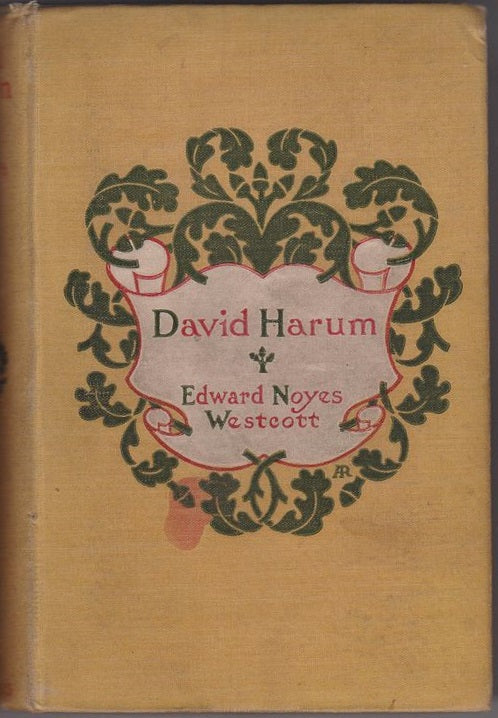 David Harum
Edward Noyes
Westcott
AR